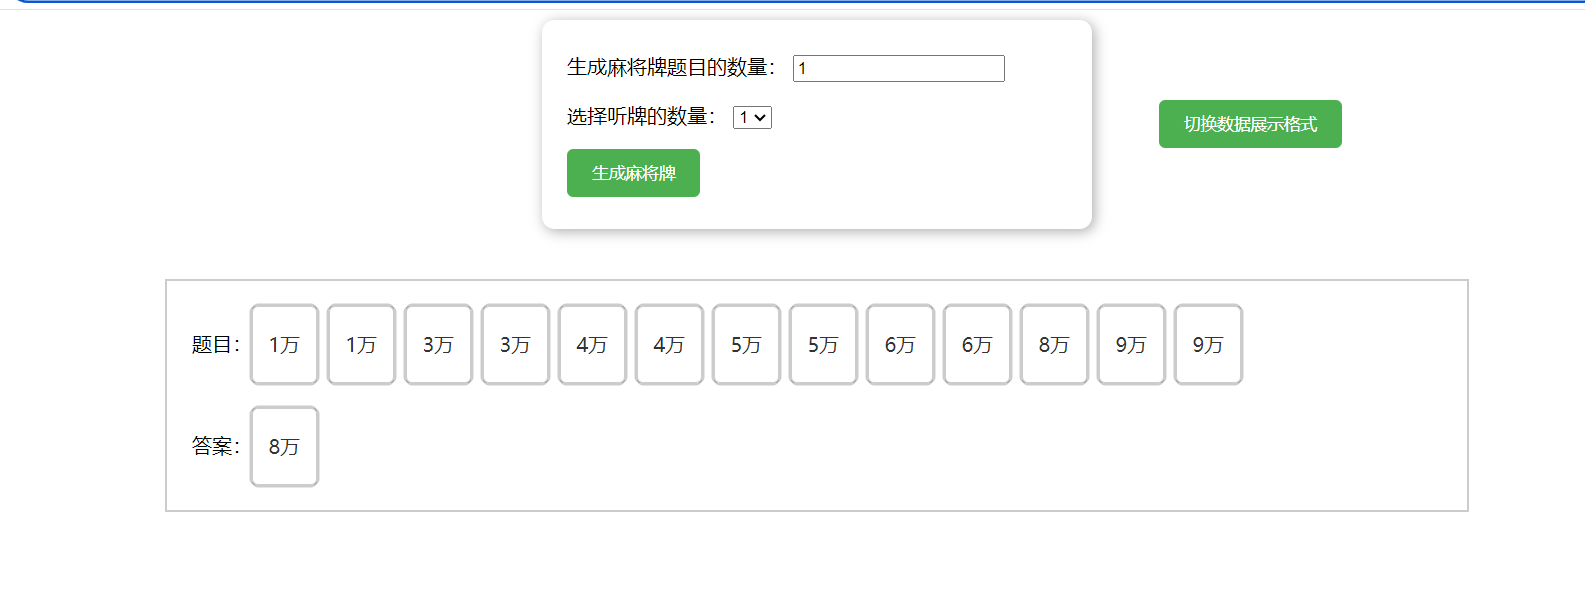 生成麻将牌题目的数量： 1
选择听牌的数量： 1
切换数据展示格式
生成麻将牌
题目： 1万 1万 3万 3万 4万 4万 5万 5万 6万 6万 8万 9万 9万
答案： 8万